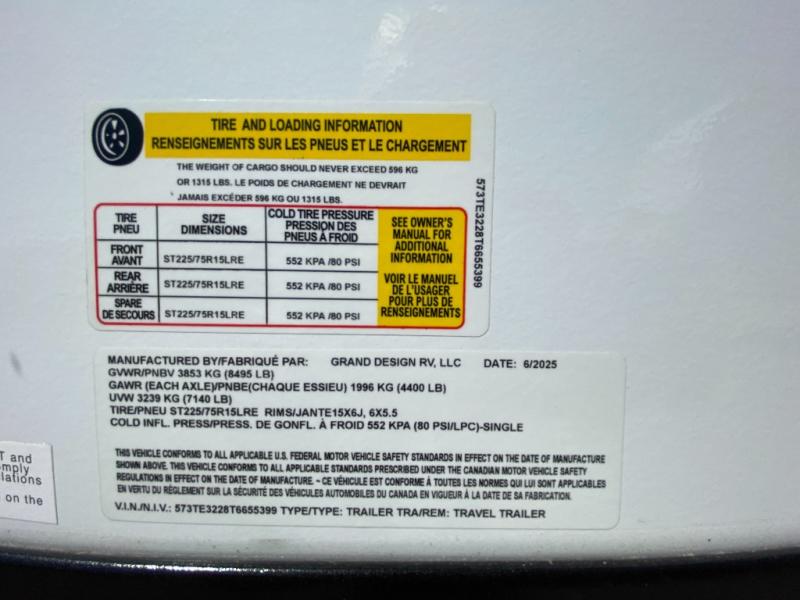 TIRE AND LOADING INFORMATION
RENSEIGNEMENTS SUR LES PNEUS ET LE CHARGEMENT
THE WEIGHT OF CARGO SHOULD NEVER EXCEED 596 KG
OR 1315 LBS. LE POIDS DE CHARGEMENT NE DEVRAIT
JAMAIS EXCÉDER 596 KG OU 1315 LBS.
TIRE
PNEU
SIZE
DIMENSIONS
COLD TIRE PRESSURE
PRESSION DES
PNEUS À FROID
FRONT
AVANT
ST225/75R15LRE
552 KPA /80 PSI
REAR
ARRIÈRE
ST225/75R15LRE
552 KPA /80 PSI
SPARE
DE SECOURS
ST225/75R15LRE
552 KPA /80 PSI
SEE OWNER'S
MANUAL FOR
ADDITIONAL
INFORMATION
VOIR LE MANUEL
DE L'USAGER
POUR PLUS DE
RENSEIGNEMENTS
573TE3228T6655399
MANUFACTURED BY/FABRIQUÉ PAR: GRAND DESIGN RV, LLC DATE: 6/2025
GVWR/PNBV 3853 KG (8495 LB)
GAWR (EACH AXLE)/PNBE(CHAQUE ESSIEU) 1996 KG (4400 LB)
UVW 3239 KG (7140 LB)
TIRE/PNEU ST225/75R15LRE RIMS/JANTE15X6J, 6X5.5
COLD INFL. PRESS/PRESS. DE GONFL. À FROID 552 KPA (80 PSI/LPC)-SINGLE
THIS VEHICLE CONFORMS TO ALL APPLICABLE U.S. FEDERAL MOTOR VEHICLE SAFETY STANDARDS IN EFFECT ON THE DATE OF MANUFACTURE
SHOWN ABOVE. THIS VEHICLE CONFORMS TO ALL APPLICABLE STANDARDS PRESCRIBED UNDER THE CANADIAN MOTOR VEHICLE SAFETY
REGULATIONS IN EFFECT ON THE DATE OF MANUFACTURE. - CE VÉHICULE EST CONFORME À TOUTES LES NORMES QUI LUI SONT APPLICABLES
EN VERTU DU RÈGLEMENT SUR LA SÉCURITÉ DES VÉHICULES AUTOMOBILES DU CANADA EN VIGUEUR À LA DATE DE SA FABRICATION.
V.I.N./N.I.V.: 573TE3228T6655399 TYPE/TYPE: TRAILER TRA/REM: TRAVEL TRAILER
and
on the